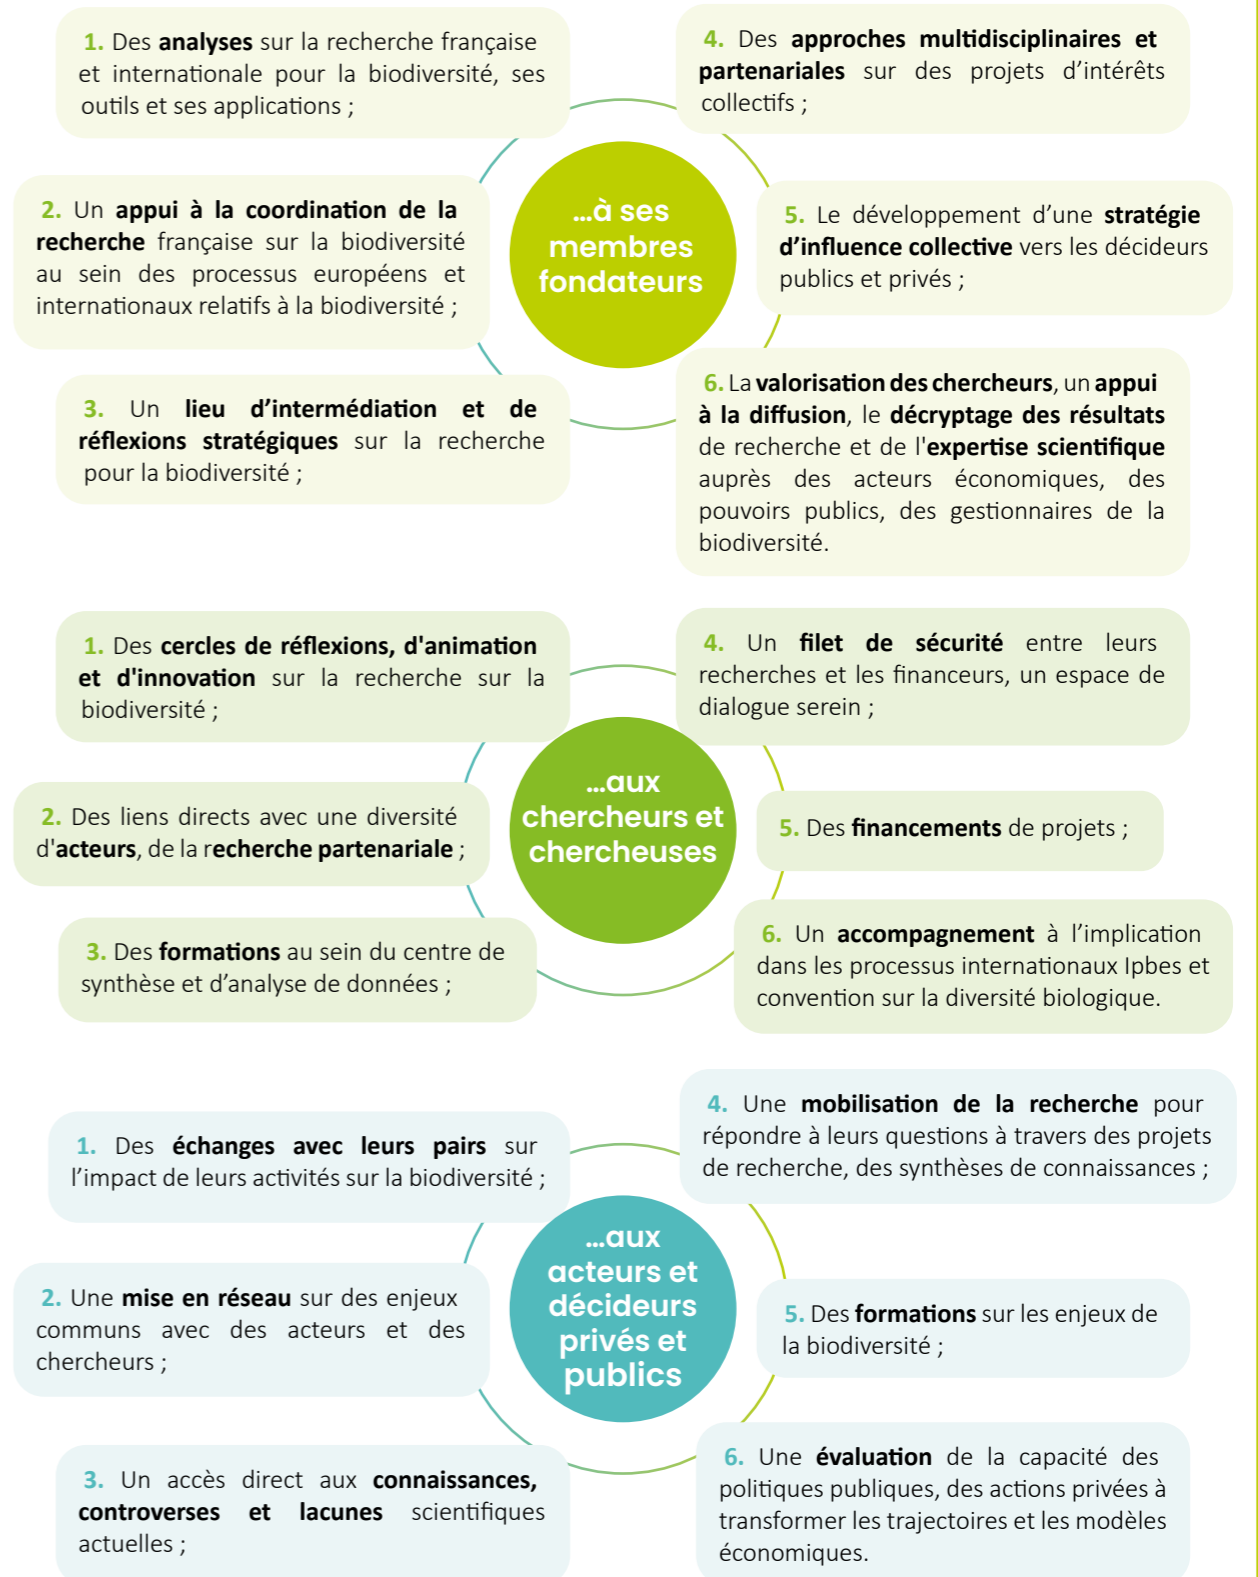 1. Des analyses sur la recherche française
et internationale pour la biodiversité, ses
outils et ses applications ;
2. Un appui à la coordination de la
recherche française sur la biodiversité
au sein des processus européens et
internationaux relatifs à la biodiversité ;
3. Un lieu d’intermédiation et de
réflexions stratégiques sur la recherche
pour la biodiversité ;
...à ses
membres
fondateurs
4. Des approches multidisciplinaires et
partenariales sur des projets d’intérêts
collectifs ;
5. Le développement d’une stratégie
d’influence collective vers les décideurs
publics et privés ;
6. La valorisation des chercheurs, un appui
à la diffusion, le décryptage des résultats
de recherche et de l'expertise scientifique
auprès des acteurs économiques, des
pouvoirs publics, des gestionnaires de la
biodiversité.
1. Des cercles de réflexions, d'animation
et d'innovation sur la recherche sur la
biodiversité ;
2. Des liens directs avec une diversité
d'acteurs, de la recherche partenariale ;
3. Des formations au sein du centre de
synthèse et d’analyse de données ;
...aux
chercheurs et
chercheuses
4. Un filet de sécurité entre leurs
recherches et les financeurs, un espace de
dialogue serein ;
5. Des financements de projets ;
6. Un accompagnement à l’implication
dans les processus internationaux Ipbes et
convention sur la diversité biologique.
1. Des échanges avec leurs pairs sur
l’impact de leurs activités sur la biodiversité ;
2. Une mise en réseau sur des enjeux
communs avec des acteurs et des
chercheurs ;
3. Un accès direct aux connaissances,
controverses et lacunes scientifiques
actuelles ;
...aux
acteurs et
décideurs
privés et
publics
4. Une mobilisation de la recherche pour
répondre à leurs questions à travers des projets
de recherche, des synthèses de connaissances ;
5. Des formations sur les enjeux de
la biodiversité ;
6. Une évaluation de la capacité des
politiques publiques, des actions privées à
transformer les trajectoires et les modèles
économiques.